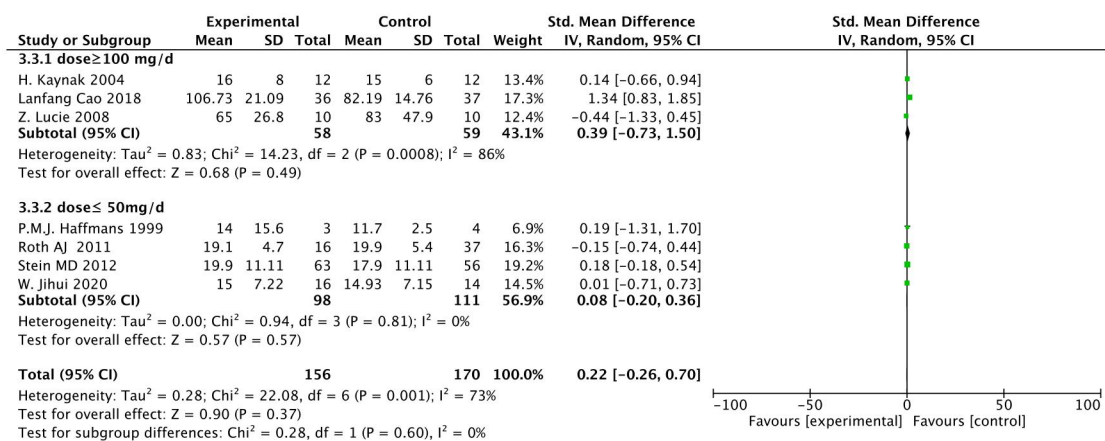 Experimental Control Std. Mean Difference Std. Mean Difference
Study or Subgroup Mean SD Total Mean SD Total Weight IV, Random, 95% CI IV, Random, 95% CI
3.3.1 dose≥100 mg/d
H. Kaynak 2004 16 8 12 15 6 12 13.4% 0.14 [−0.66, 0.94]
Lanfang Cao 2018 106.73 21.09 36 82.19 14.76 37 17.3% 1.34 [0.83, 1.85]
Z. Lucie 2008 65 26.8 10 83 47.9 10 12.4% −0.44 [−1.33, 0.45]
Subtotal (95% CI) 58 59 43.1% 0.39 [−0.73, 1.50]
Heterogeneity: Tau² = 0.83; Chi² = 14.23, df = 2 (P = 0.0008); I² = 86%
Test for overall effect: Z = 0.68 (P = 0.49)
3.3.2 dose≤ 50mg/d
P.M.J. Haffmans 1999 14 15.6 3 11.7 2.5 4 6.9% 0.19 [−1.31, 1.70]
Roth AJ 2011 19.1 4.7 16 19.9 5.4 37 16.3% −0.15 [−0.74, 0.44]
Stein MD 2012 19.9 11.11 63 17.9 11.11 56 19.2% 0.18 [−0.18, 0.54]
W. Jihui 2020 15 7.22 16 14.93 7.15 14 14.5% 0.01 [−0.71, 0.73]
Subtotal (95% CI) 98 111 56.9% 0.08 [−0.20, 0.36]
Heterogeneity: Tau² = 0.00; Chi² = 0.94, df = 3 (P = 0.81); I² = 0%
Test for overall effect: Z = 0.57 (P = 0.57)
Total (95% CI) 156 170 100.0% 0.22 [−0.26, 0.70]
Heterogeneity: Tau² = 0.28; Chi² = 22.08, df = 6 (P = 0.001); I² = 73%
Test for overall effect: Z = 0.90 (P = 0.37)
Test for subgroup differences: Chi² = 0.28, df = 1 (P = 0.60), I² = 0%
−100 −50 0 50 100
Favours [experimental] Favours [control]